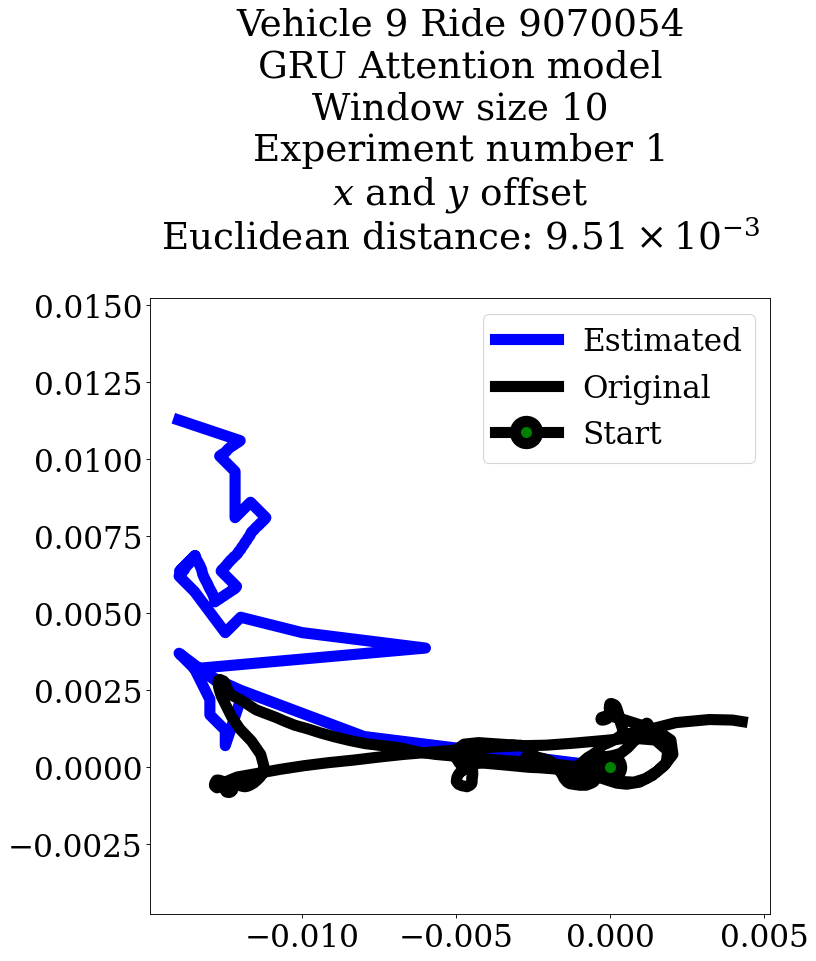 Vehicle 9 Ride 9070054
GRU Attention model
Window size 10
Experiment number 1
x and y offset
Euclidean distance: 9.51 × 10⁻³
Estimated
Original
Start
0.0150
0.0125
0.0100
0.0075
0.0050
0.0025
0.0000
−0.0025
−0.010 −0.005 0.000 0.005